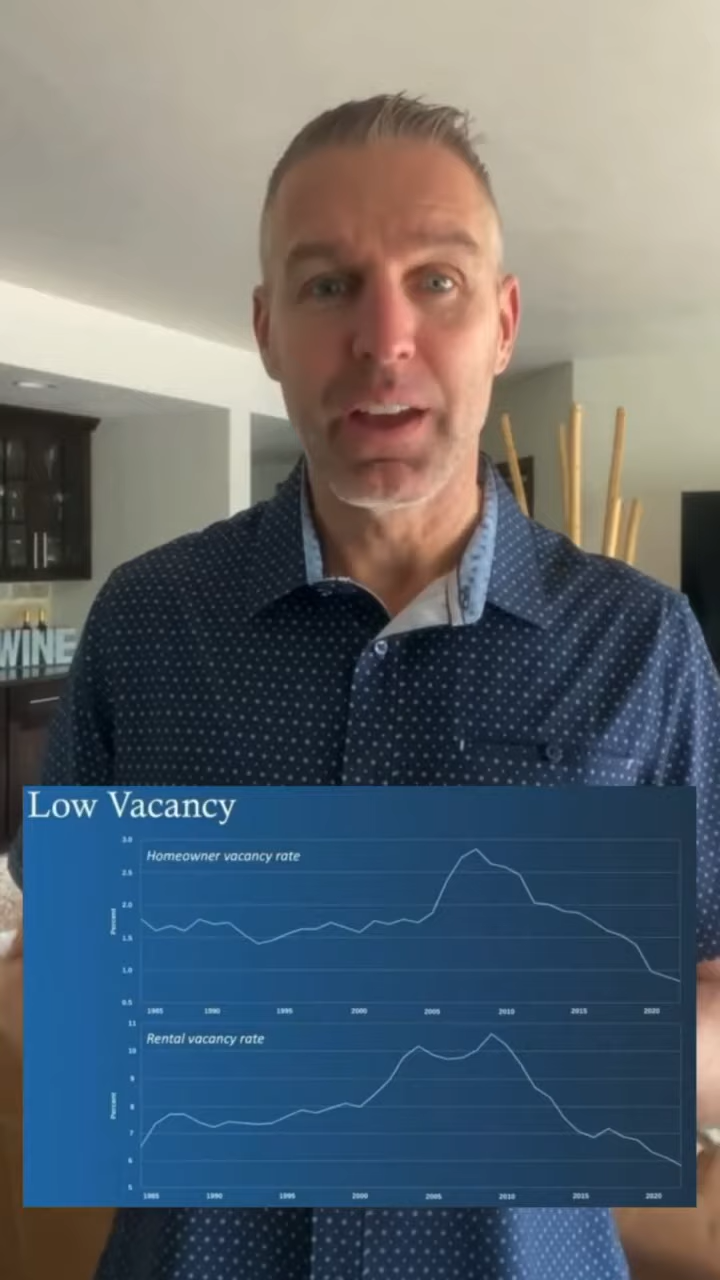 WINE
Low Vacancy
3.0
Homeowner vacancy rate
2.5
2.0
Percent
1.5
1.0
0.5
1985 1990 1995 2000 2005 2010 2015 2020
11
Rental vacancy rate
10
9
Percent
8
7
6
5
1985 1990 1995 2000 2005 2010 2015 2020